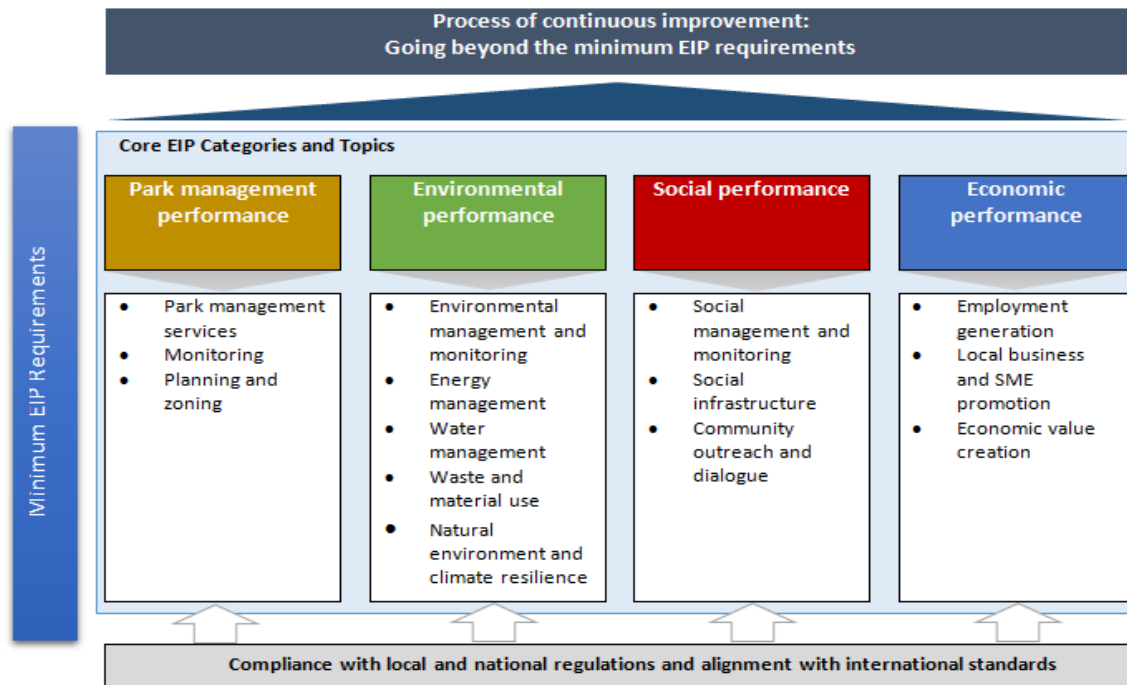 Process of continuous improvement:
Going beyond the minimum EIP requirements
Minimum EIP Requirements
Core EIP Categories and Topics
Park management
performance
• Park management
services
• Monitoring
• Planning and
zoning
Environmental
performance
• Environmental
management and
monitoring
• Energy
management
• Water
management
• Waste and
material use
• Natural
environment and
climate resilience
Social performance
• Social
management and
monitoring
• Social
infrastructure
• Community
outreach and
dialogue
Economic
performance
• Employment
generation
• Local business
and SME
promotion
• Economic value
creation
Compliance with local and national regulations and alignment with international standards